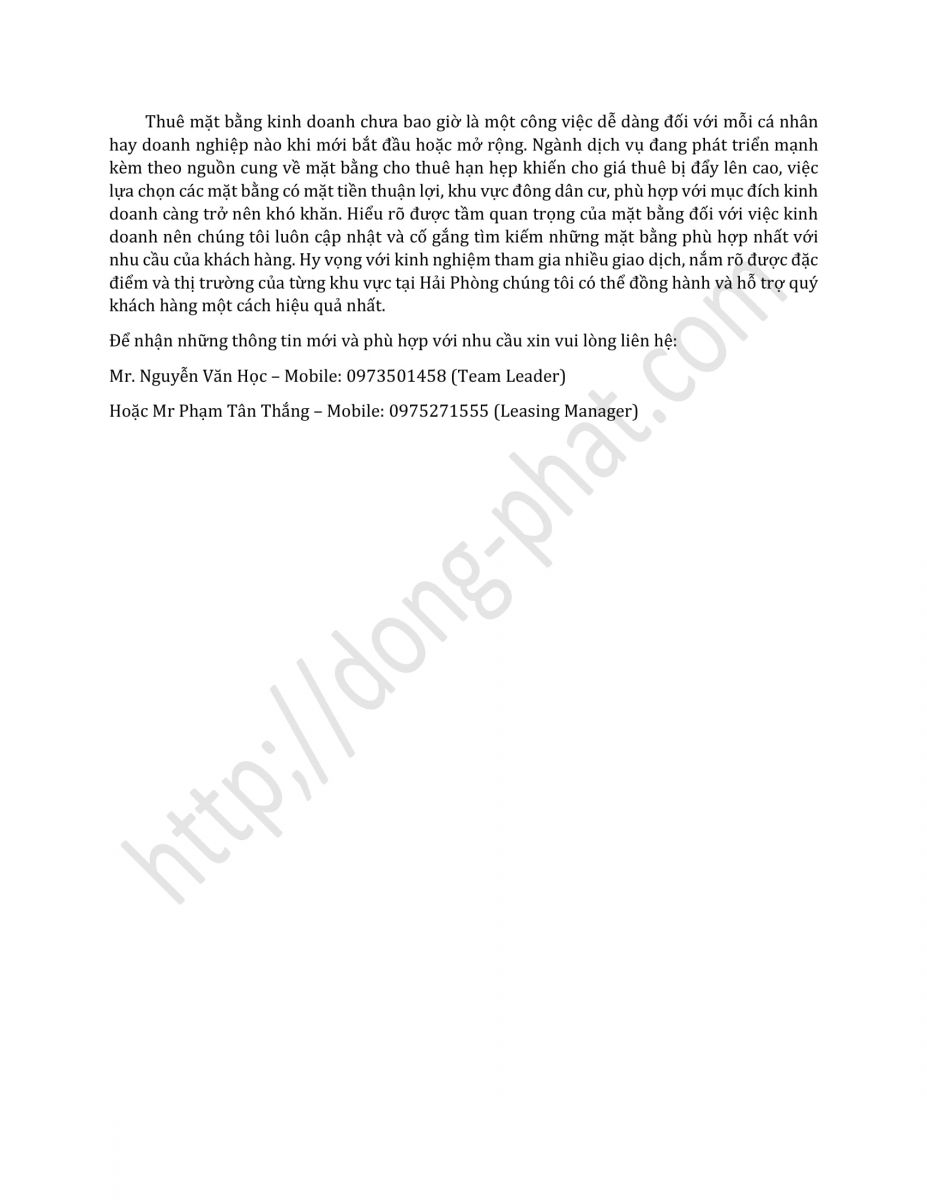 Thuê mặt bằng kinh doanh chưa bao giờ là một công việc dễ dàng đối với mỗi cá nhân
hay doanh nghiệp nào khi mới bắt đầu hoặc mở rộng. Ngành dịch vụ đang phát triển mạnh
kèm theo nguồn cung về mặt bằng cho thuê hạn hẹp khiến cho giá thuê bị đẩy lên cao, việc
lựa chọn các mặt bằng có mặt tiền thuận lợi, khu vực đông dân cư, phù hợp với mục đích kinh
doanh càng trở nên khó khăn. Hiểu rõ được tầm quan trọng của mặt bằng đối với việc kinh
doanh nên chúng tôi luôn cập nhật và cố gắng tìm kiếm những mặt bằng phù hợp nhất với
nhu cầu của khách hàng. Hy vọng với kinh nghiệm tham gia nhiều giao dịch, nắm rõ được đặc
điểm và thị trường của từng khu vực tại Hải Phòng chúng tôi có thể đồng hành và hỗ trợ quý
khách hàng một cách hiệu quả nhất.
Để nhận những thông tin mới và phù hợp với nhu cầu xin vui lòng liên hệ:
Mr. Nguyễn Văn Học – Mobile: 0973501458 (Team Leader)
Hoặc Mr Phạm Tân Thắng – Mobile: 0975271555 (Leasing Manager)
http;//dong-phat.com